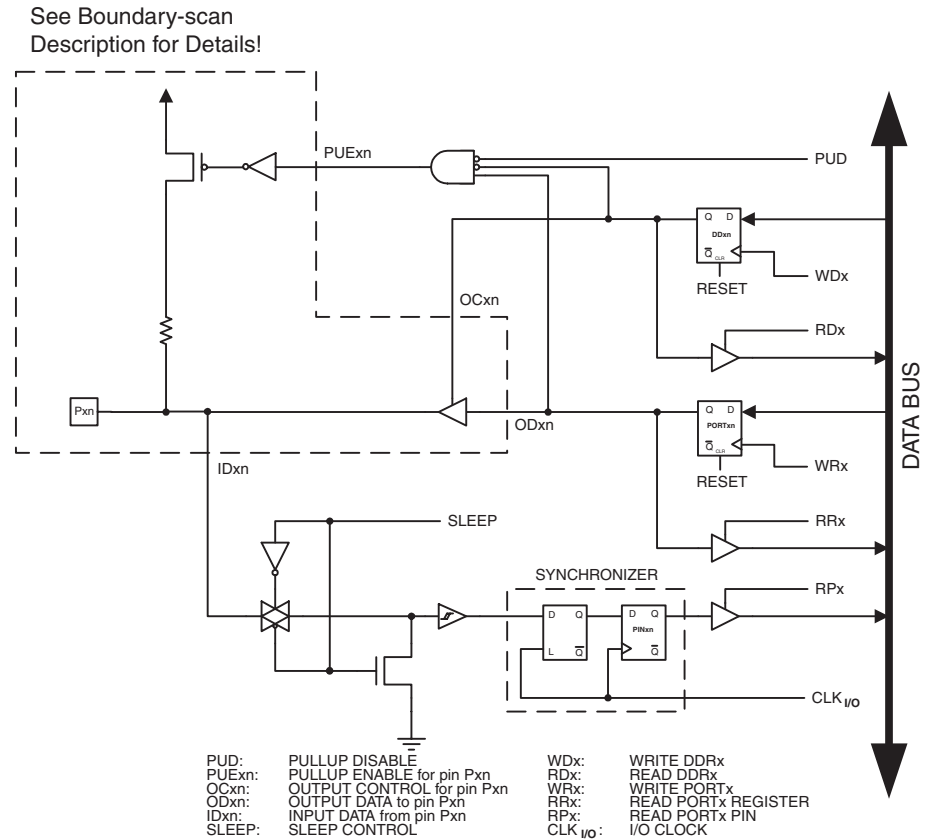 See Boundary-scan
Description for Details!
PUExn
PUD
Q D
DDxn
Q CLR
RESET
WDx
OCxn
RDx
Pxn
ODxn
Q D
PORTxn
Q CLR
RESET
WRx
DATA BUS
IDxn
SLEEP
RRx
SYNCHRONIZER
RPx
D Q
L Q
D Q
PINxn
Q
CLK I/O
PUD: PULLUP DISABLE
PUExn: PULLUP ENABLE for pin Pxn
OCxn: OUTPUT CONTROL for pin Pxn
ODxn: OUTPUT DATA to pin Pxn
IDxn: INPUT DATA from pin Pxn
SLEEP: SLEEP CONTROL
WDx: WRITE DDRx
RDx: READ DDRx
WRx: WRITE PORTx
RRx: READ PORTx REGISTER
RPx: READ PORTx PIN
CLK I/O: I/O CLOCK